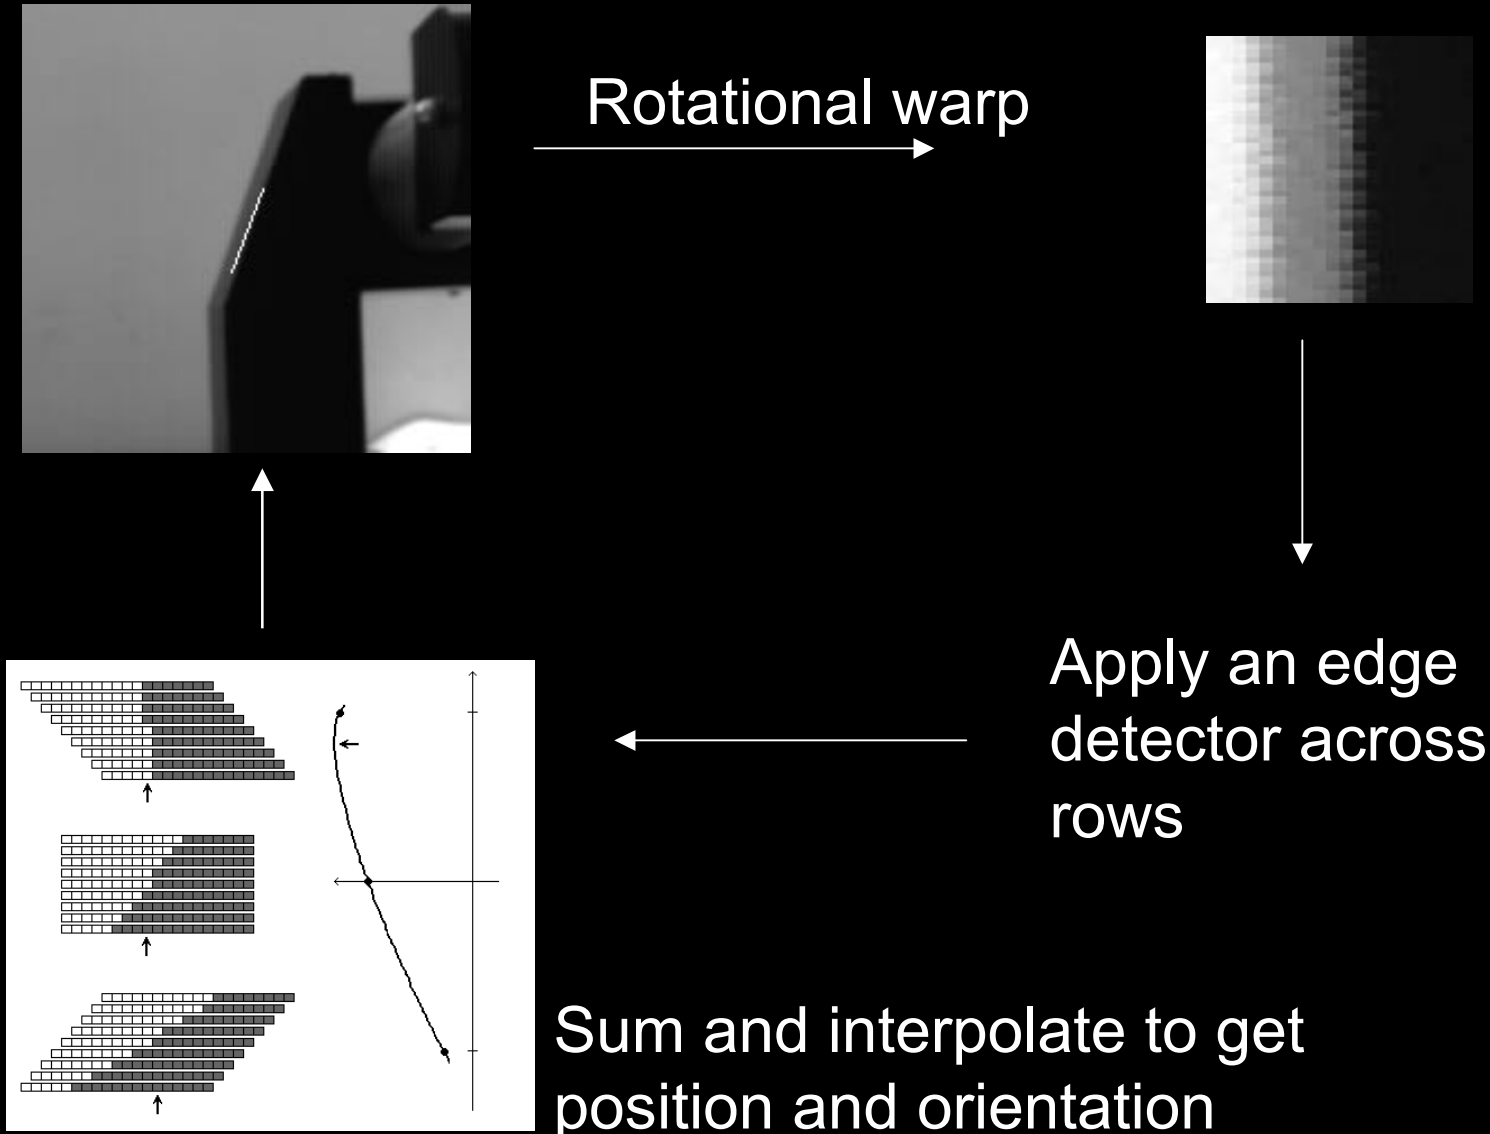 Rotational warp
Apply an edge
detector across
rows
Sum and interpolate to get
position and orientation